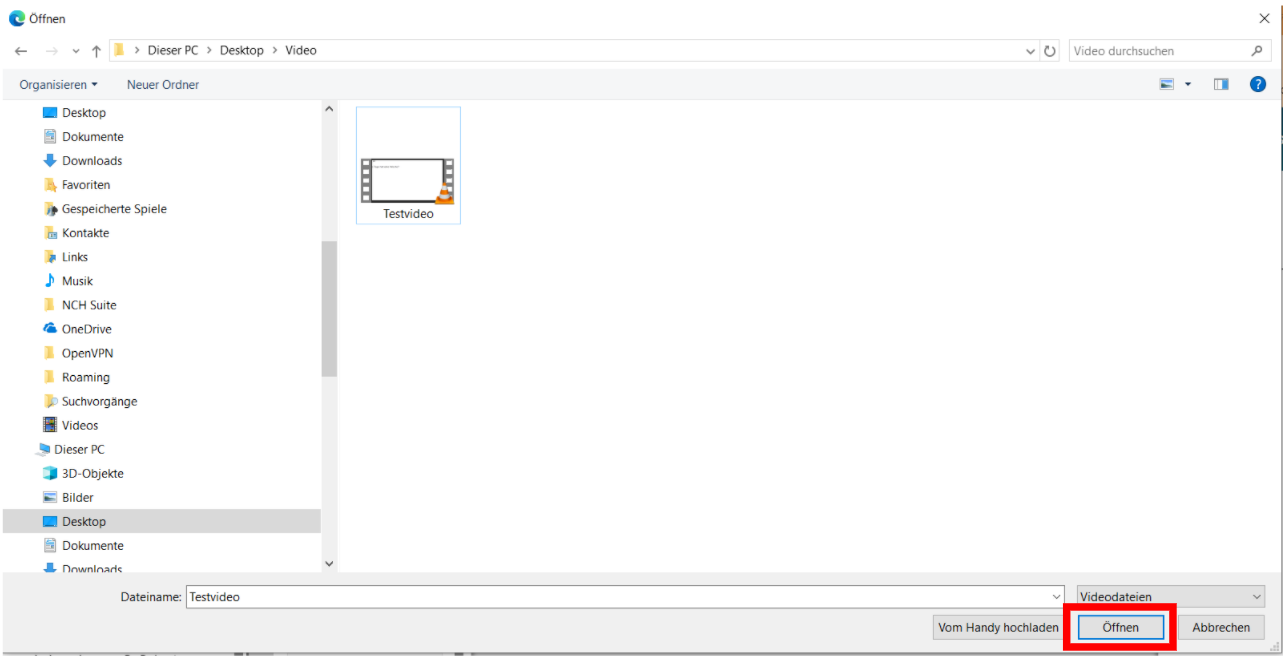 Öffnen
Dieser PC > Desktop > Video
Video durchsuchen
Organisieren
Neuer Ordner
Desktop
Dokumente
Downloads
Favoriten
Gespeicherte Spiele
Kontakte
Links
Musik
NCH Suite
OneDrive
OpenVPN
Roaming
Suchvorgänge
Videos
Dieser PC
3D-Objekte
Bilder
Desktop
Dokumente
Downloads
Testvideo
Dateiname: Testvideo
Videodateien
Vom Handy hochladen
Öffnen
Abbrechen